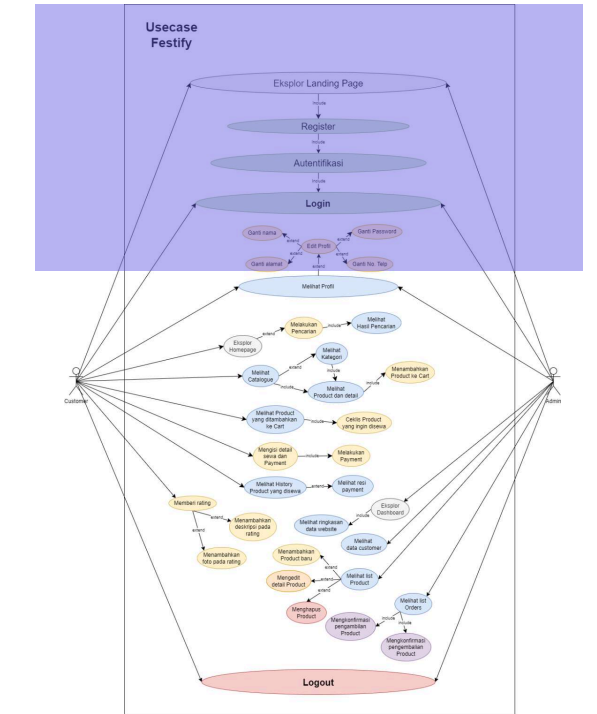 Usecase
Festify
Eksplor Landing Page
Include
Register
Include
Autentifikasi
Include
Login
Ganti nama
Ganti Password
extend
extend
Edit Profil
extend
extend
Ganti alamat
Ganti No. Telp
extend
Melihat Profil
Eksplor
Homepage
extend
Melakukan
Pencarian
include
Melihat
Hasil Pencarian
Melihat
Catalogue
extend
Melihat
Kategori
include
include
Melihat
Product dan detail
include
Menambahkan
Product ke Cart
Customer
Admin
Melihat Product
yang ditambahkan
ke Cart
include
Ceklis Product
yang ingin disewa
Mengisi detail
sewa dan
Payment
include
Melakukan
Payment
Melihat History
Product yang disewa
extend
Melihat resi
payment
Memberi rating
extend
Menambahkan
deskripsi pada
rating
extend
Menambahkan
foto pada rating
Eksplor
Dashboard
include
Melihat ringkasan
data website
Melihat
data customer
Menambahkan
Product baru
extend
Melihat list
Product
Mengedit
detail Product
extend
extend
Menghapus
Product
Melihat list
Orders
include
include
Mengkonfirmasi
pengambilan
Product
Mengkonfirmasi
pengembalian
Product
Logout